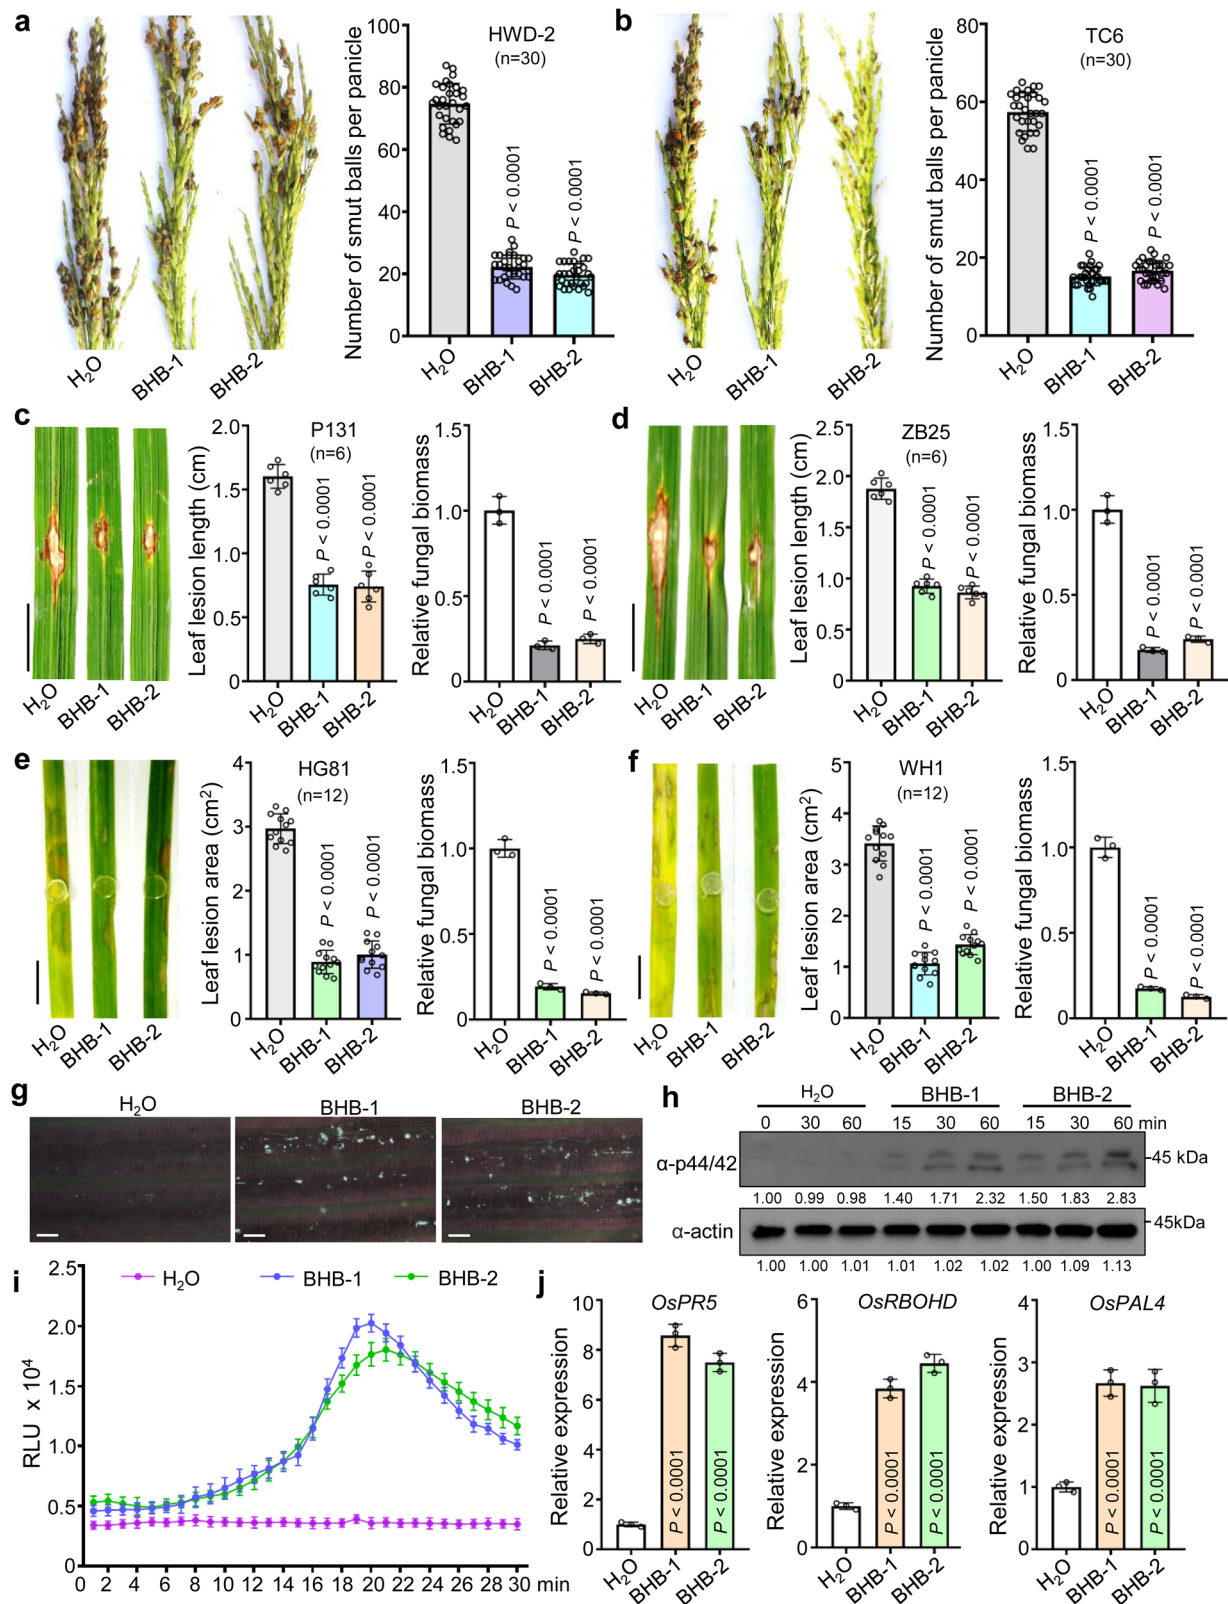 a
Number of smut balls per panicle
HWD-2
(n=30)
100
80
60
40
20
0
P < 0.0001
P < 0.0001
H₂O
BHB-1
BHB-2
H₂O
BHB-1
BHB-2
b
Number of smut balls per panicle
TC6
(n=30)
80
60
40
20
0
P < 0.0001
P < 0.0001
H₂O
BHB-1
BHB-2
H₂O
BHB-1
BHB-2
c
H₂O
BHB-1
BHB-2
Leaf lesion length (cm)
P131
(n=6)
2.0
1.5
1.0
0.5
0
P < 0.0001
P < 0.0001
H₂O
BHB-1
BHB-2
Relative fungal biomass
1.5
1.0
0.5
0
P < 0.0001
P < 0.0001
H₂O
BHB-1
BHB-2
d
H₂O
BHB-1
BHB-2
Leaf lesion length (cm)
ZB25
(n=6)
2.5
2.0
1.5
1.0
0.5
0
P < 0.0001
P < 0.0001
H₂O
BHB-1
BHB-2
Relative fungal biomass
1.5
1.0
0.5
0
P < 0.0001
P < 0.0001
H₂O
BHB-1
BHB-2
e
H₂O
BHB-1
BHB-2
Leaf lesion area (cm²)
HG81
(n=12)
4
3
2
1
0
P < 0.0001
P < 0.0001
H₂O
BHB-1
BHB-2
Relative fungal biomass
1.5
1.0
0.5
0
P < 0.0001
P < 0.0001
H₂O
BHB-1
BHB-2
f
H₂O
BHB-1
BHB-2
Leaf lesion area (cm²)
WH1
(n=12)
5
4
3
2
1
0
P < 0.0001
P < 0.0001
H₂O
BHB-1
BHB-2
Relative fungal biomass
1.5
1.0
0.5
0
P < 0.0001
P < 0.0001
H₂O
BHB-1
BHB-2
g
H₂O BHB-1 BHB-2
h
H₂O BHB-1 BHB-2
0 30 60 15 30 60 15 30 60 min
α-p44/42
45 kDa
1.00 0.99 0.98 1.40 1.71 2.32 1.50 1.83 2.83
α-actin
45kDa
1.00 1.00 1.01 1.01 1.02 1.02 1.00 1.09 1.13
i
H₂O BHB-1 BHB-2
RLU x 10⁴
2.5
2.0
1.5
1.0
0.5
0
0 2 4 6 8 10 12 14 16 18 20 22 24 26 28 30 min
j
Relative expression
OsPR5
10
8
6
4
2
0
P < 0.0001
P < 0.0001
H₂O
BHB-1
BHB-2
Relative expression
OsRBOHD
6
4
2
0
P < 0.0001
P < 0.0001
H₂O
BHB-1
BHB-2
Relative expression
OsPAL4
4
3
2
1
0
P < 0.0001
P < 0.0001
H₂O
BHB-1
BHB-2